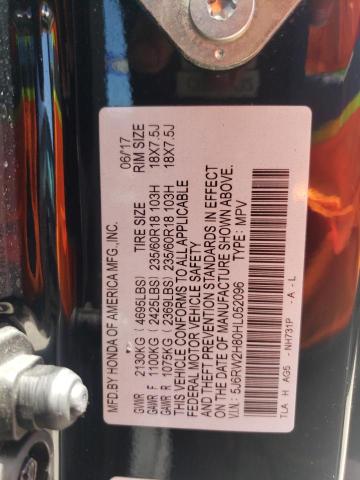 MFD.BY HONDA OF AMERICA MFG.,INC. 06/17
TIRE SIZE RIM SIZE
GVWR 2130KG ( 4695LBS)
GAWR F 1100KG ( 2425LBS) 235/60R18 103H 18X7.5J
GAWR R 1075KG ( 2369LBS) 235/60R18 103H 18X7.5J
THIS VEHICLE CONFORMS TO ALL APPLICABLE
FEDERAL MOTOR VEHICLE SAFETY
AND THEFT PREVENTION STANDARDS IN EFFECT
ON THE DATE OF MANUFACTURE SHOWN ABOVE.
V.I.N.: 5J6RW2H80HL052096 TYPE: MPV
TLA H AG5 - NH731P - A - L